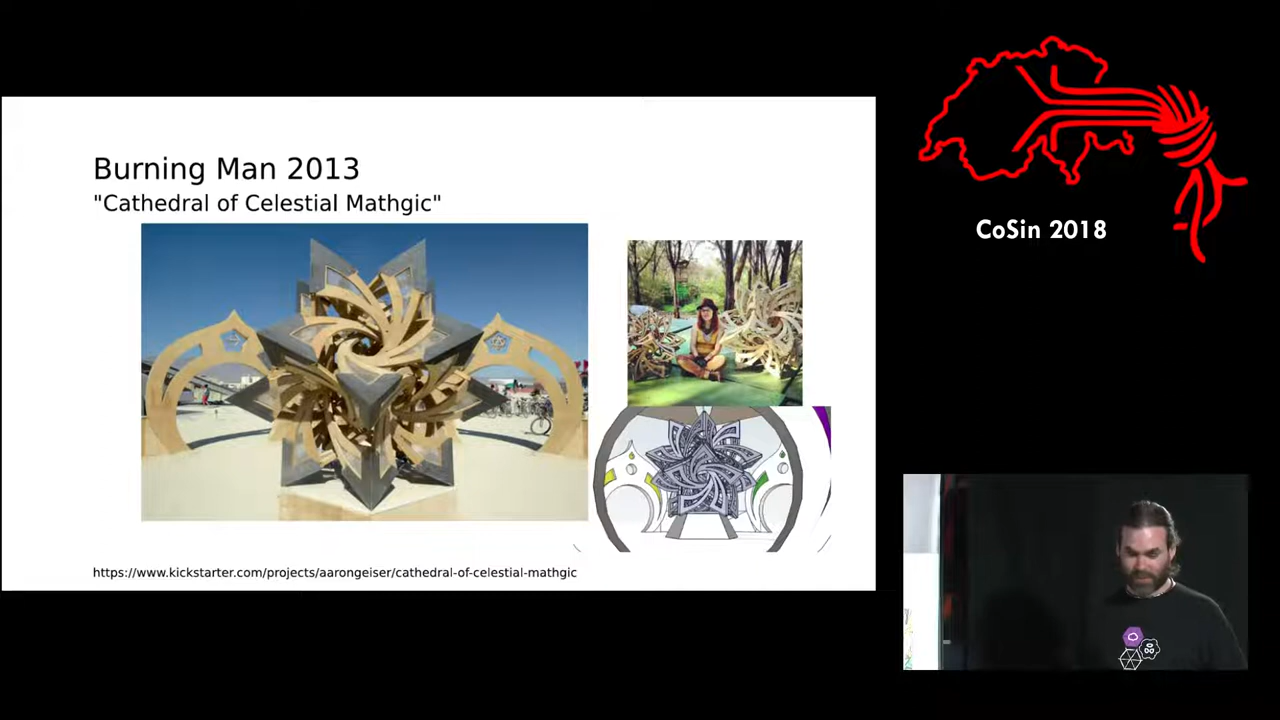 Burning Man 2013
"Cathedral of Celestial Mathgic"
https://www.kickstarter.com/projects/aarongeiser/cathedral-of-celestial-mathgic
CoSin 2018